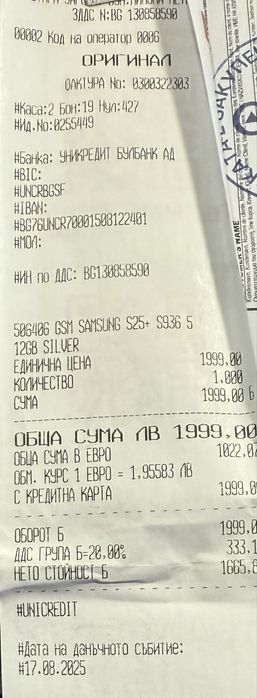 ЗДДС N:BG 130858590
00002 Код на оператор 0006
ОРИГИНАЛ
ФАКТУРА No: 0300322303
#Каса:2 Бон:19 Нул:427
#Ид.No:0255449
#Банка: УНИКРЕДИТ БУЛБАНК АД
#BIC:
#UNCRBGSF
#IBAN:
#BG76UNCR70001508122401
#МОЛ:
#ИН по ДДС: BG130858590
506406 GSM SAMSUNG S25+ S936 5
12GB SILVER
ЕДИНИЧНА ЦЕНА 1999,00
КОЛИЧЕСТВО 1.000
СУМА 1999,00 Б
ОБЩА СУМА ЛВ 1999,00
ОБЩА СУМА В ЕВРО 1022,0
ОБМ. КУРС 1 ЕВРО = 1,95583 ЛВ
С КРЕДИТНА КАРТА 1999,0
ОБОРОТ Б 1999,0
ДДС ГРУПА Б=20,00% 333,1
НЕТО СТОЙНОСТ Б 1665,8
#UNICREDIT
#Дата на данъчното събитие:
#17.08.2025